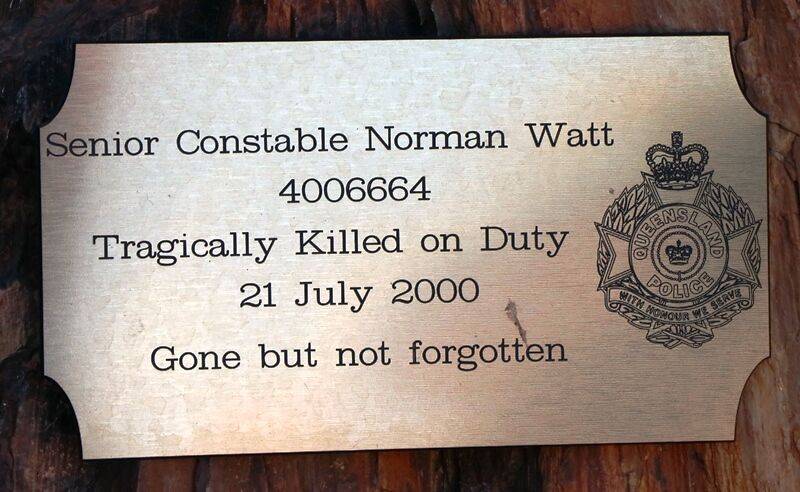 Senior Constable Norman Watt
4006664
Tragically Killed on Duty
21 July 2000
Gone but not forgotten
QUEENSLAND
POLICE
WITH HONOUR WE SERVE